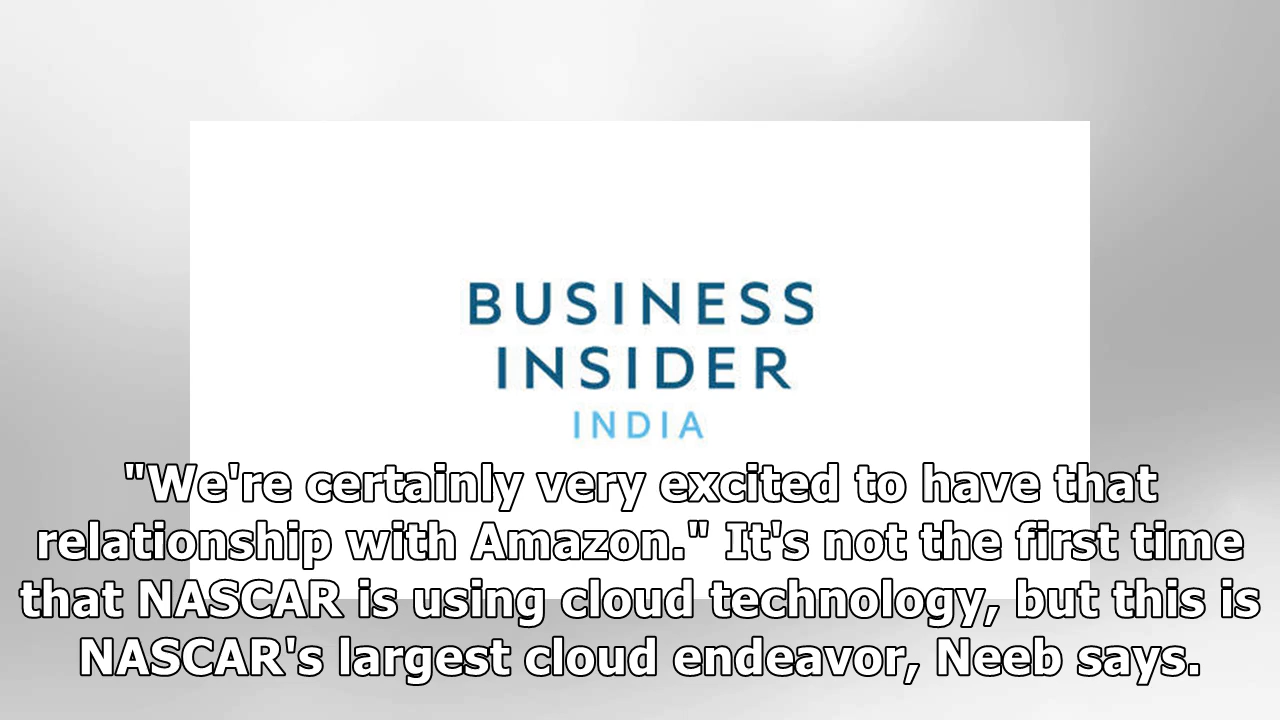 BUSINESS
INSIDER
INDIA
"We're certainly very excited to have that
relationship with Amazon." It's not the first time
that NASCAR is using cloud technology, but this is
NASCAR's largest cloud endeavor, Neeb says.